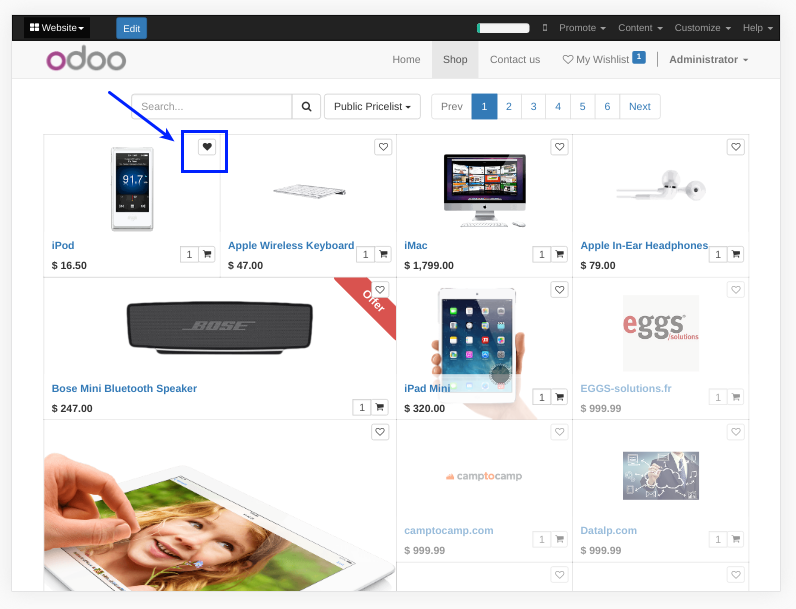 Website
Edit
Promote
Content
Customize
Help
odoo
Home
Shop
Contact us
My Wishlist 1
Administrator
Search...
Public Pricelist
Prev 1 2 3 4 5 6 Next
91.7
iPod
$ 16.50
1
Apple Wireless Keyboard
$ 47.00
1
iMac
$ 1,799.00
1
Apple In-Ear Headphones
$ 79.00
1
BOSE
Offer
Bose Mini Bluetooth Speaker
$ 247.00
1
iPad Mini
$ 320.00
1
eggs
/solutions
EGGS-solutions.fr
$ 999.99
1
camptocamp
camptocamp.com
$ 999.99
1
Datalp.com
$ 999.99
1